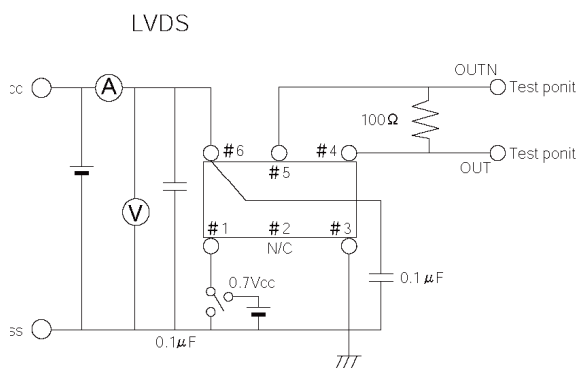 LVDS
OUTN
A
cc
Test ponit
100Ω
#6
#5
#4
Test ponit
OUT
V
#1
#2
#3
N/C
0.7Vcc
0.1μF
0.1μF
ss